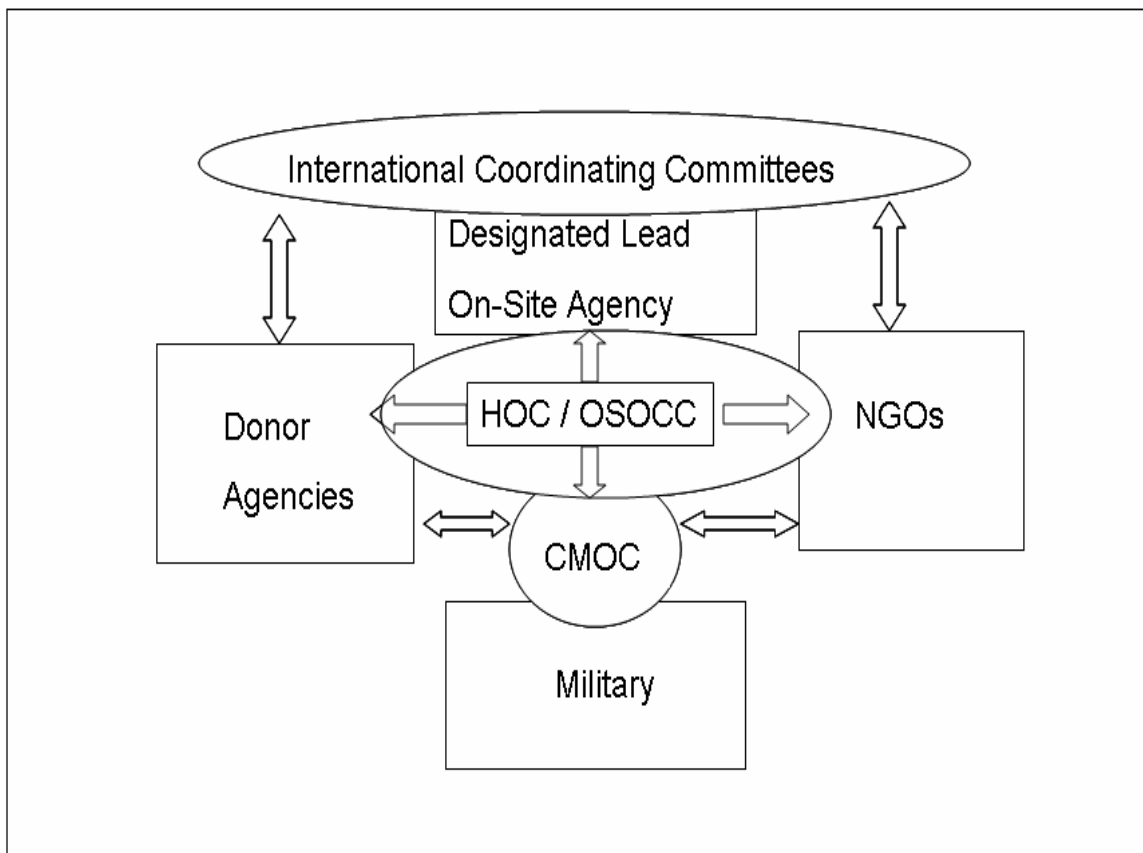 International Coordinating Committees
Designated Lead
On-Site Agency
HOC / OSOCC
Donor
Agencies
NGOs
CMOC
Military